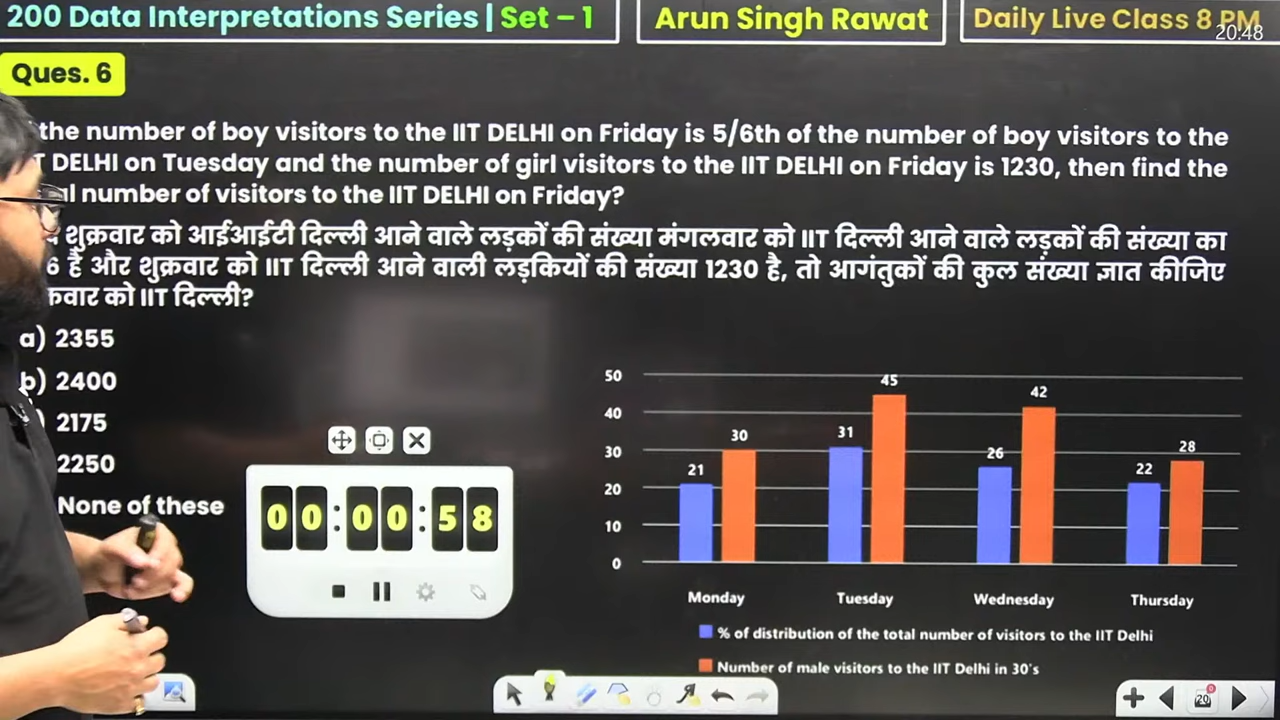 200 Data Interpretations Series | Set – 1
Arun Singh Rawat
Daily Live Class 8 PM
20:48
Ques. 6
the number of boy visitors to the IIT DELHI on Friday is 5/6th of the number of boy visitors to the
DELHI on Tuesday and the number of girl visitors to the IIT DELHI on Friday is 1230, then find the
number of visitors to the IIT DELHI on Friday?
शुक्रवार को आईआईटी दिल्ली आने वाले लड़कों की संख्या मंगलवार को IIT दिल्ली आने वाले लड़कों की संख्या का
है और शुक्रवार को IIT दिल्ली आने वाली लड़कियों की संख्या 1230 है, तो आगंतुकों की कुल संख्या ज्ञात कीजिए
को IIT दिल्ली?
a) 2355
b) 2400
2175
2250
None of these
00:00:58
50
40
30
20
10
0
21
30
31
45
26
42
22
28
Monday
Tuesday
Wednesday
Thursday
% of distribution of the total number of visitors to the IIT Delhi
Number of male visitors to the IIT Delhi in 30's
20